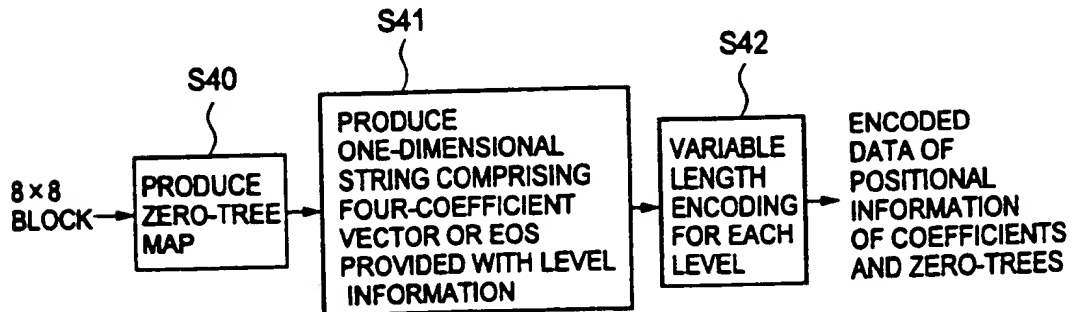 S40
S41
S42
8×8
BLOCK
PRODUCE
ZERO-TREE
MAP
PRODUCE
ONE-DIMENSIONAL
STRING COMPRISING
FOUR-COEFFICIENT
VECTOR OR EOS
PROVIDED WITH LEVEL
INFORMATION
VARIABLE
LENGTH
ENCODING
FOR EACH
LEVEL
ENCODED
DATA OF
POSITIONAL
INFORMATION
OF COEFFICIENTS
AND ZERO-TREES